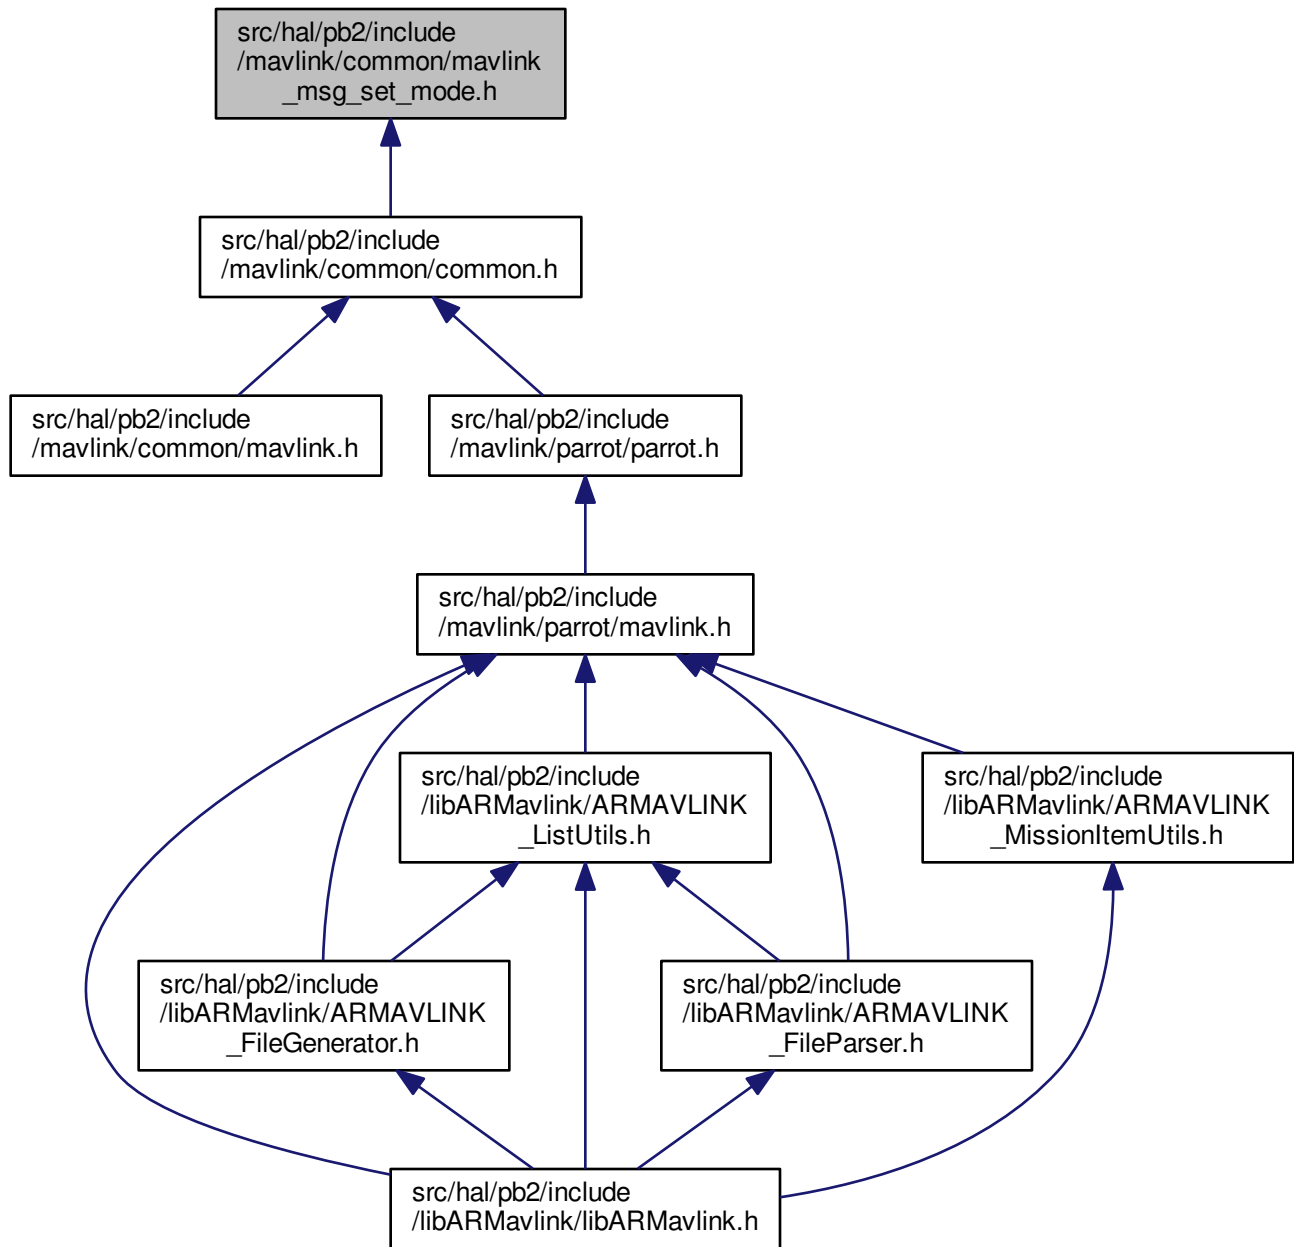 src/hal/pb2/include
/mavlink/common/mavlink
_msg_set_mode.h
src/hal/pb2/include
/mavlink/common/common.h
src/hal/pb2/include
/mavlink/common/mavlink.h
src/hal/pb2/include
/mavlink/parrot/parrot.h
src/hal/pb2/include
/mavlink/parrot/mavlink.h
src/hal/pb2/include
/libARMavlink/ARMAVLINK
_ListUtils.h
src/hal/pb2/include
/libARMavlink/ARMAVLINK
_MissionItemUtils.h
src/hal/pb2/include
/libARMavlink/ARMAVLINK
_FileGenerator.h
src/hal/pb2/include
/libARMavlink/ARMAVLINK
_FileParser.h
src/hal/pb2/include
/libARMavlink/libARMavlink.h